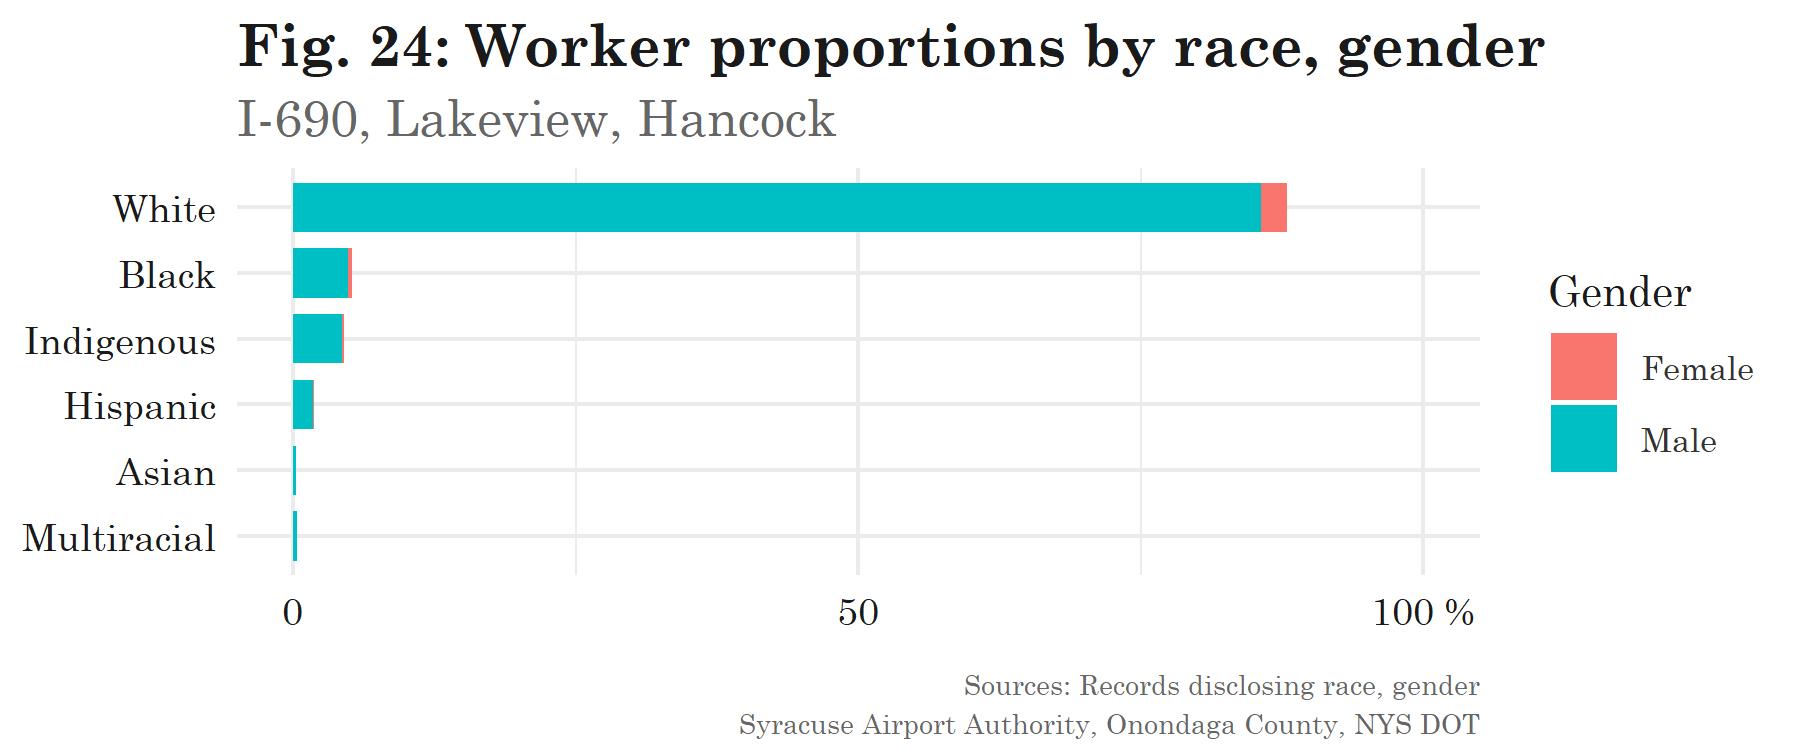 Fig. 24: Worker proportions by race, gender
I-690, Lakeview, Hancock
White
Black
Indigenous
Hispanic
Asian
Multiracial
0 50 100 %
Gender
Female
Male
Sources: Records disclosing race, gender
Syracuse Airport Authority, Onondaga County, NYS DOT